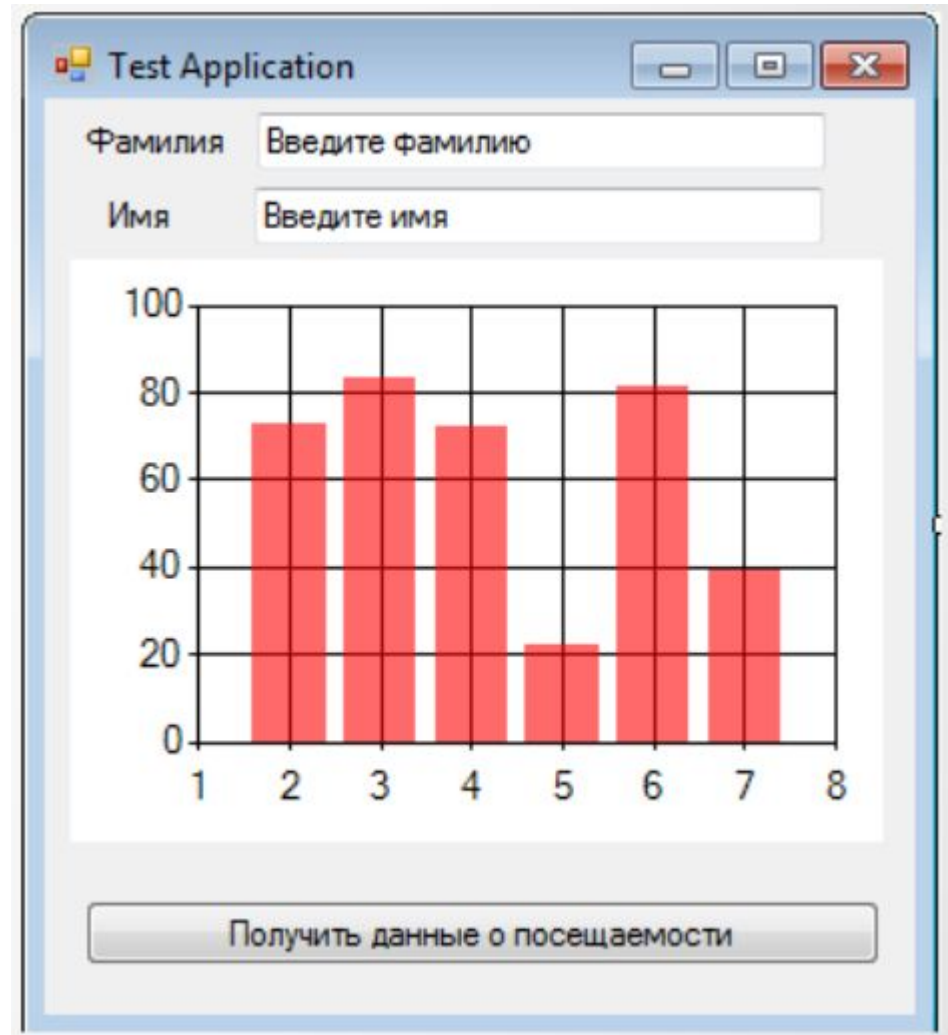 Test Application
Фамилия Введите фамилию
Имя Введите имя
100
80
60
40
20
0
1 2 3 4 5 6 7 8
Получить данные о посещаемости